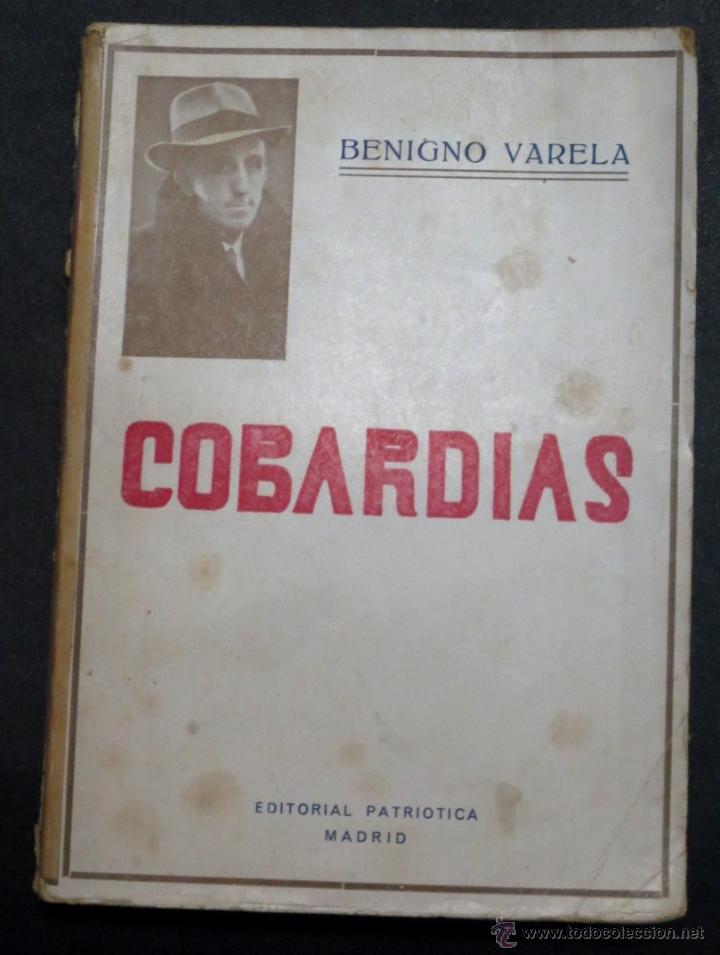 BENIGNO VARELA
COBARDIAS
EDITORIAL PATRIOTICA
MADRID
© www.todocoleccion.net